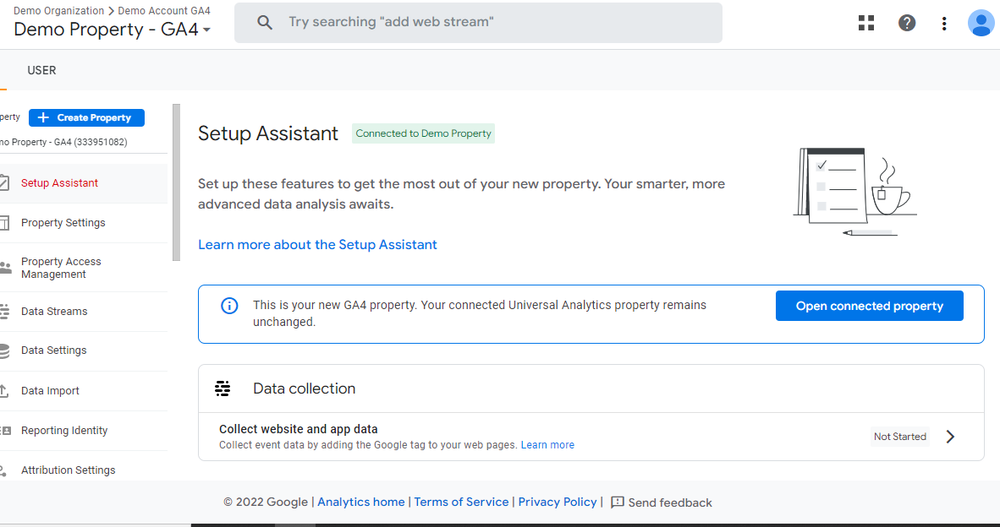 Demo Organization > Demo Account GA4
Demo Property - GA4
Try searching "add web stream"
USER
perty
Create Property
mo Property - GA4 (333951082)
Setup Assistant
Property Settings
Property Access
Management
Data Streams
Data Settings
Data Import
Reporting Identity
Attribution Settings
Setup Assistant
Connected to Demo Property
Set up these features to get the most out of your new property. Your smarter, more
advanced data analysis awaits.
Learn more about the Setup Assistant
This is your new GA4 property. Your connected Universal Analytics property remains
unchanged.
Open connected property
Data collection
Collect website and app data
Collect event data by adding the Google tag to your web pages. Learn more
Not Started
© 2022 Google | Analytics home | Terms of Service | Privacy Policy | Send feedback